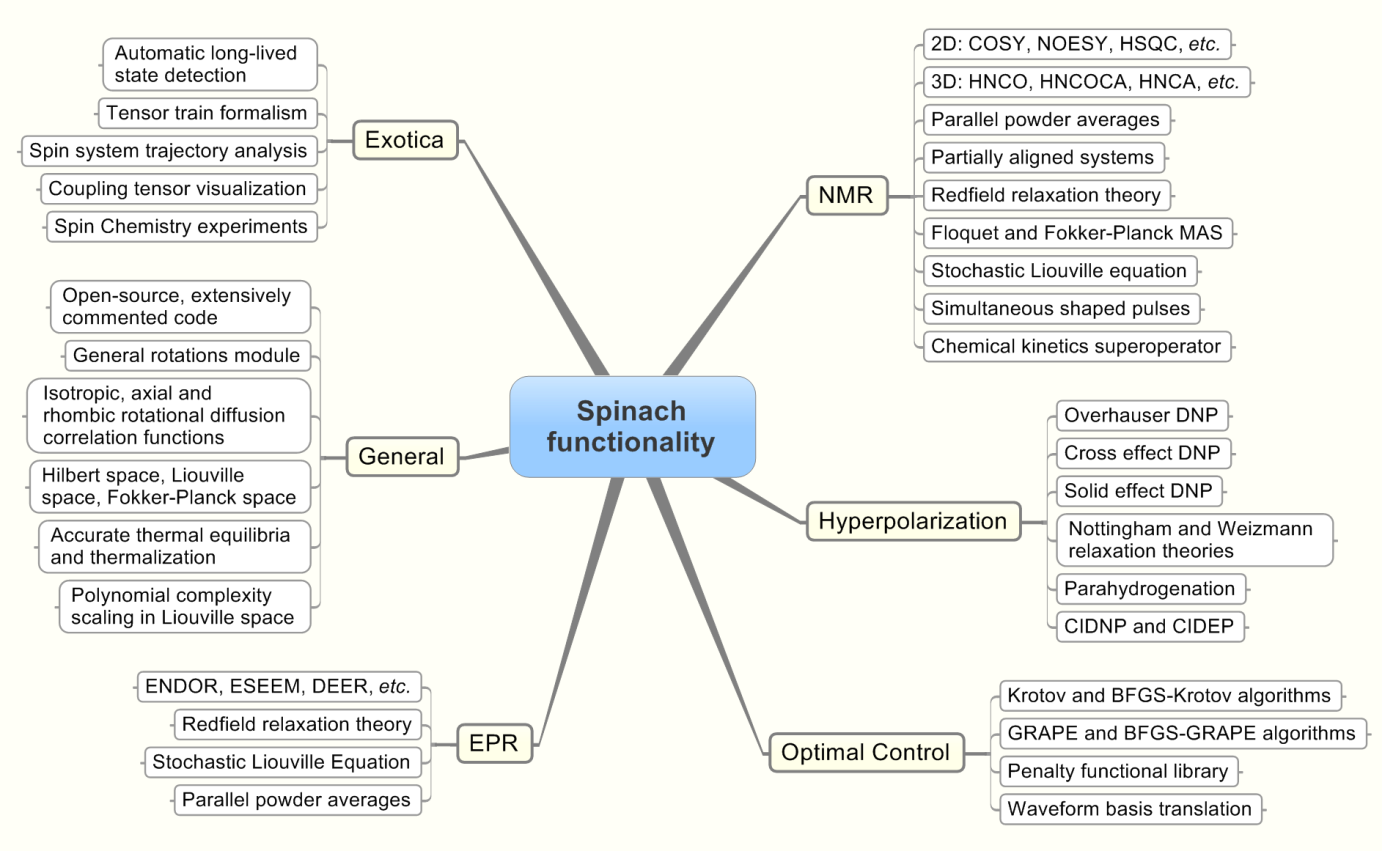 Spinach
functionality
Exotica
Automatic long-lived
state detection
Tensor train formalism
Spin system trajectory analysis
Coupling tensor visualization
Spin Chemistry experiments
General
Open-source, extensively
commented code
General rotations module
Isotropic, axial and
rhombic rotational diffusion
correlation functions
Hilbert space, Liouville
space, Fokker-Planck space
Accurate thermal equilibria
and thermalization
Polynomial complexity
scaling in Liouville space
EPR
ENDOR, ESEEM, DEER, etc.
Redfield relaxation theory
Stochastic Liouville Equation
Parallel powder averages
NMR
2D: COSY, NOESY, HSQC, etc.
3D: HNCO, HNCOCA, HNCA, etc.
Parallel powder averages
Partially aligned systems
Redfield relaxation theory
Floquet and Fokker-Planck MAS
Stochastic Liouville equation
Simultaneous shaped pulses
Chemical kinetics superoperator
Hyperpolarization
Overhauser DNP
Cross effect DNP
Solid effect DNP
Nottingham and Weizmann
relaxation theories
Parahydrogenation
CIDNP and CIDEP
Optimal Control
Krotov and BFGS-Krotov algorithms
GRAPE and BFGS-GRAPE algorithms
Penalty functional library
Waveform basis translation